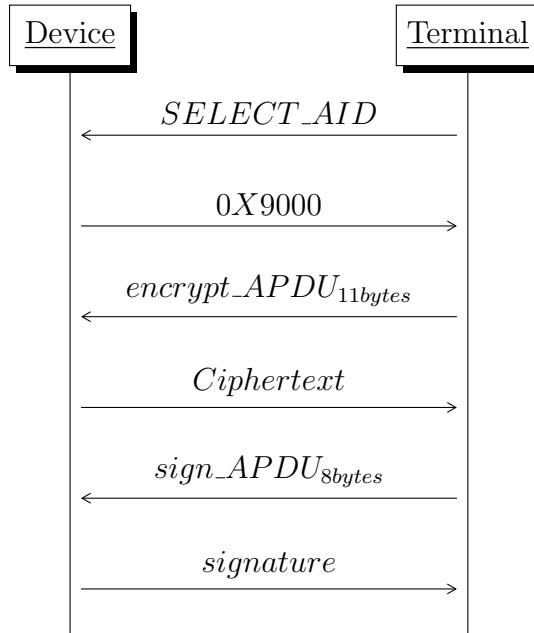 Device Terminal
SELECT_AID
0X9000
encrypt_APDU11bytes
Ciphertext
sign_APDU8bytes
signature